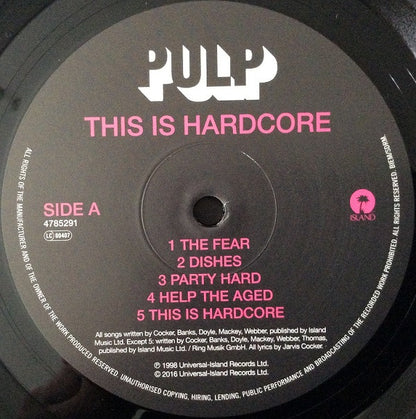 PULP
THIS IS HARDCORE
SIDE A
4785291
LC 89407
ISLAND
1 THE FEAR
2 DISHES
3 PARTY HARD
4 HELP THE AGED
5 THIS IS HARDCORE
All songs written by Cocker, Banks, Doyle, Mackey, Webber, published by Island
Music Ltd. Except 5: written by Cocker, Banks, Doyle, Mackey, Webber, Thomas,
published by Island Music Ltd. / Ring Musik GmbH. All lyrics by Jarvis Cocker.
℗ 1998 Universal-Island Records Ltd.
© 2016 Universal-Island Records Ltd.
ALL RIGHTS OF THE MANUFACTURER AND OF THE OWNER OF THE WORK PRODUCED RESERVED. UNAUTHORISED COPYING, HIRING, LENDING, PUBLIC PERFORMANCE AND BROADCASTING OF THE RECORDED WORK PROHIBITED. ALL RIGHTS RESERVED. BIEM/SDRM.